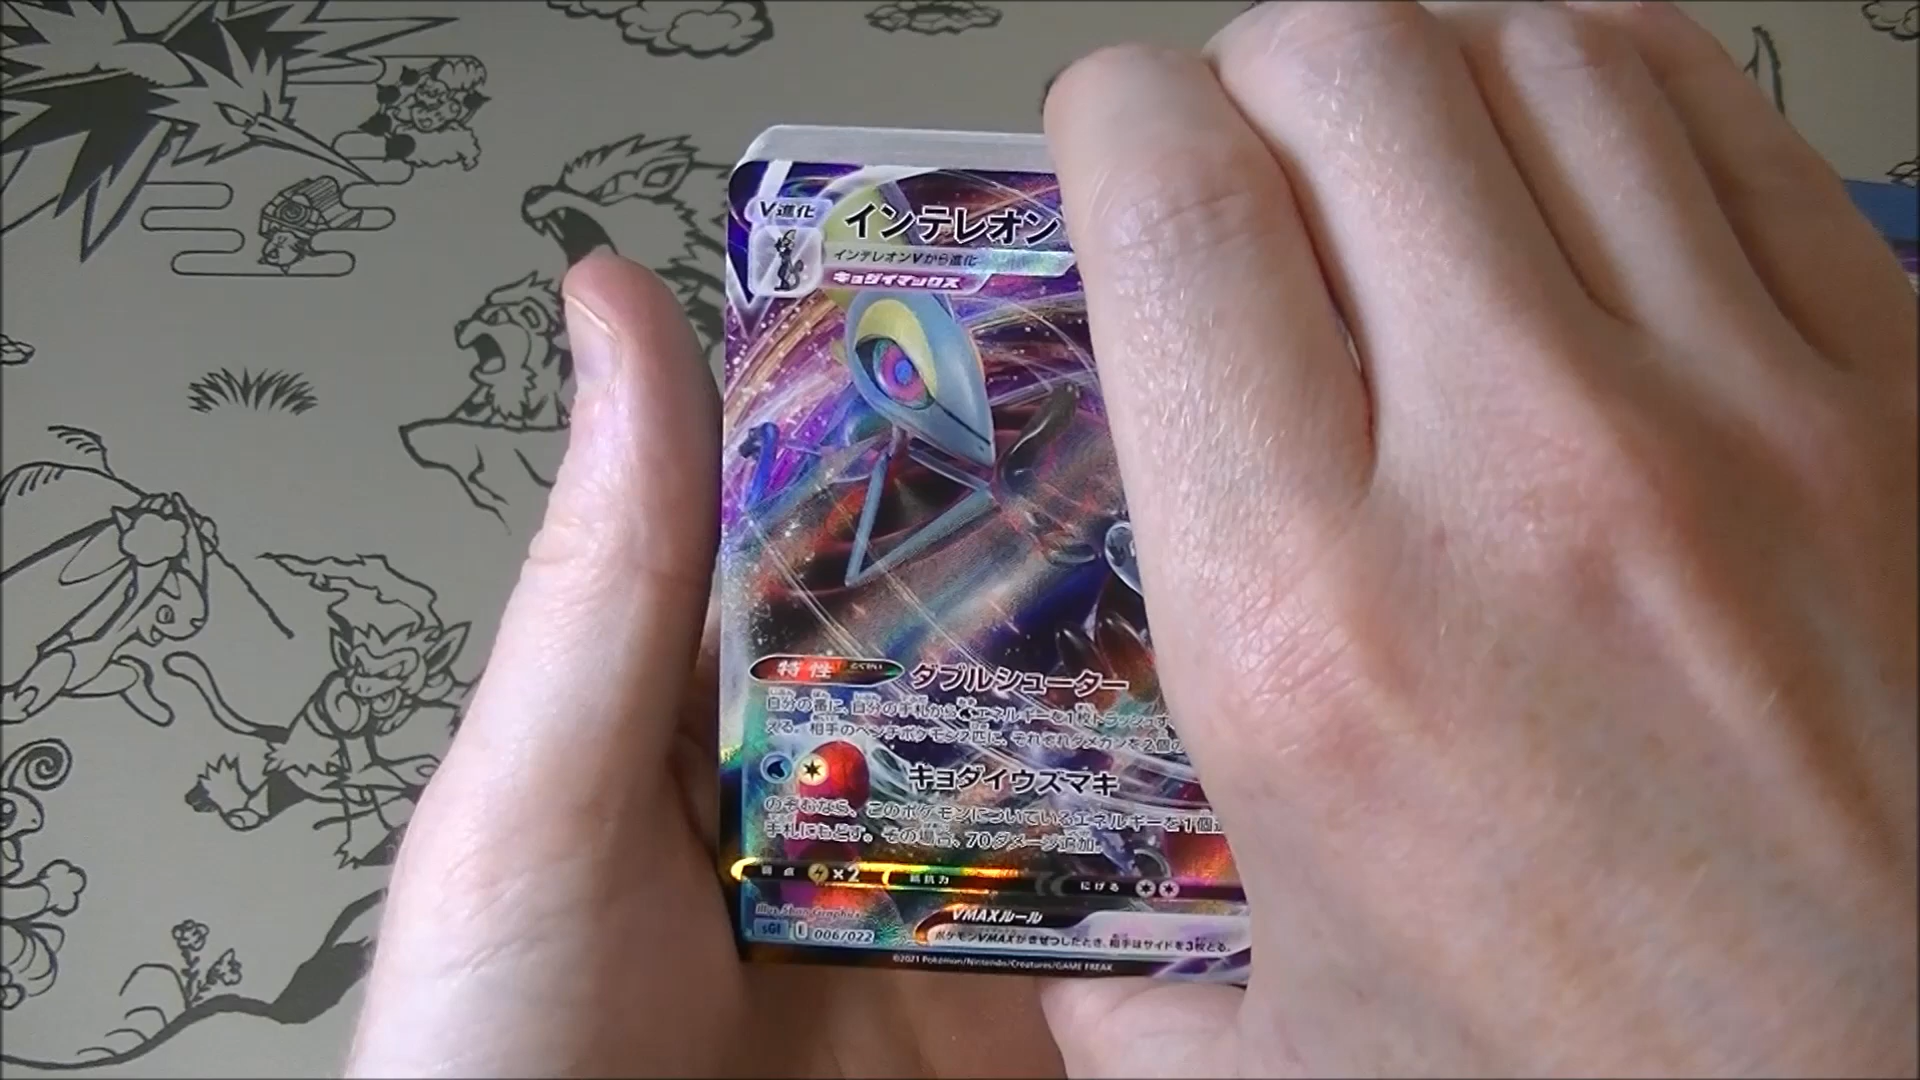 V進化
インテレオン
インテレオンVから進化
キョダイマックス
特性
ダブルシューター
自分の番に、自分の手札から エネルギーを1枚トラッシュ
える。相手のベンチポケモン2匹に、それぞれダメカンを2個の
キョダイウズマキ
のぞむなら、このポケモンについているエネルギーを1個
手札にもどす。その場合、70ダメージ追加。
弱点 ×2 抵抗力 にげる
illus. Shin
VMAXルール
sGI E 006/022
ポケモンVMAXがきぜつしたとき、相手はサイドを3枚とる。
©2021 Pokémon/Nintendo/Creatures/GAME FREAK